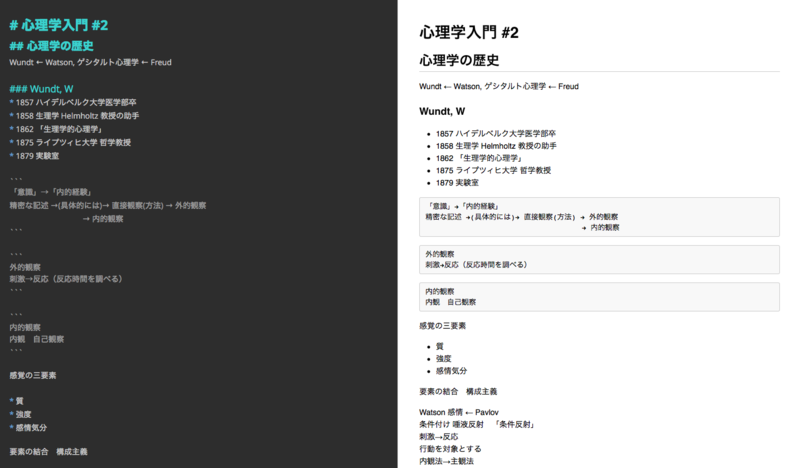 # 心理学入門 #2
## 心理学の歴史
Wundt ← Watson, ゲシタルト心理学 ← Freud
### Wundt, W
* 1857 ハイデルベルク大学医学部卒
* 1858 生理学 Helmholtz 教授の助手
* 1862 「生理学的心理学」
* 1875 ライプツィヒ大学 哲学教授
* 1879 実験室
```
「意識」→「内的経験」
精密な記述 →(具体的には)→ 直接観察(方法) → 外的観察
→ 内的観察
```
```
外的観察
刺激→反応（反応時間を調べる）
```
```
内的観察
内観　自己観察
```
感覚の三要素
* 質
* 強度
* 感情気分
要素の結合　構成主義
心理学入門 #2
心理学の歴史
Wundt ← Watson, ゲシタルト心理学 ← Freud
Wundt, W
• 1857 ハイデルベルク大学医学部卒
• 1858 生理学 Helmholtz 教授の助手
• 1862 「生理学的心理学」
• 1875 ライプツィヒ大学 哲学教授
• 1879 実験室
「意識」→「内的経験」
精密な記述 →(具体的には)→ 直接観察(方法) → 外的観察
→ 内的観察
外的観察
刺激→反応（反応時間を調べる）
内的観察
内観　自己観察
感覚の三要素
• 質
• 強度
• 感情気分
要素の結合　構成主義
Watson 感情 ← Pavlov
条件付け 唾液反射　「条件反射」
刺激→反応
行動を対象とする
内観法→主観法